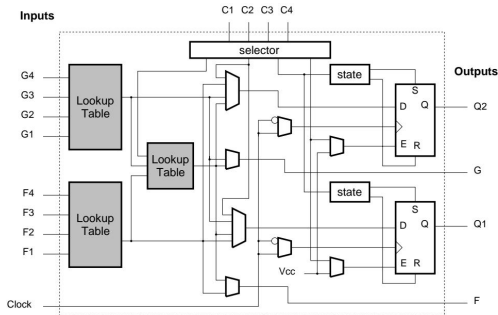 Inputs
C1 C2 C3 C4
selector
G4
G3
G2
G1
Lookup
Table
state
Outputs
S
D Q
E R
Q2
Lookup
Table
G
F4
F3
F2
F1
Lookup
Table
state
S
D Q
E R
Q1
Vcc
Clock
F